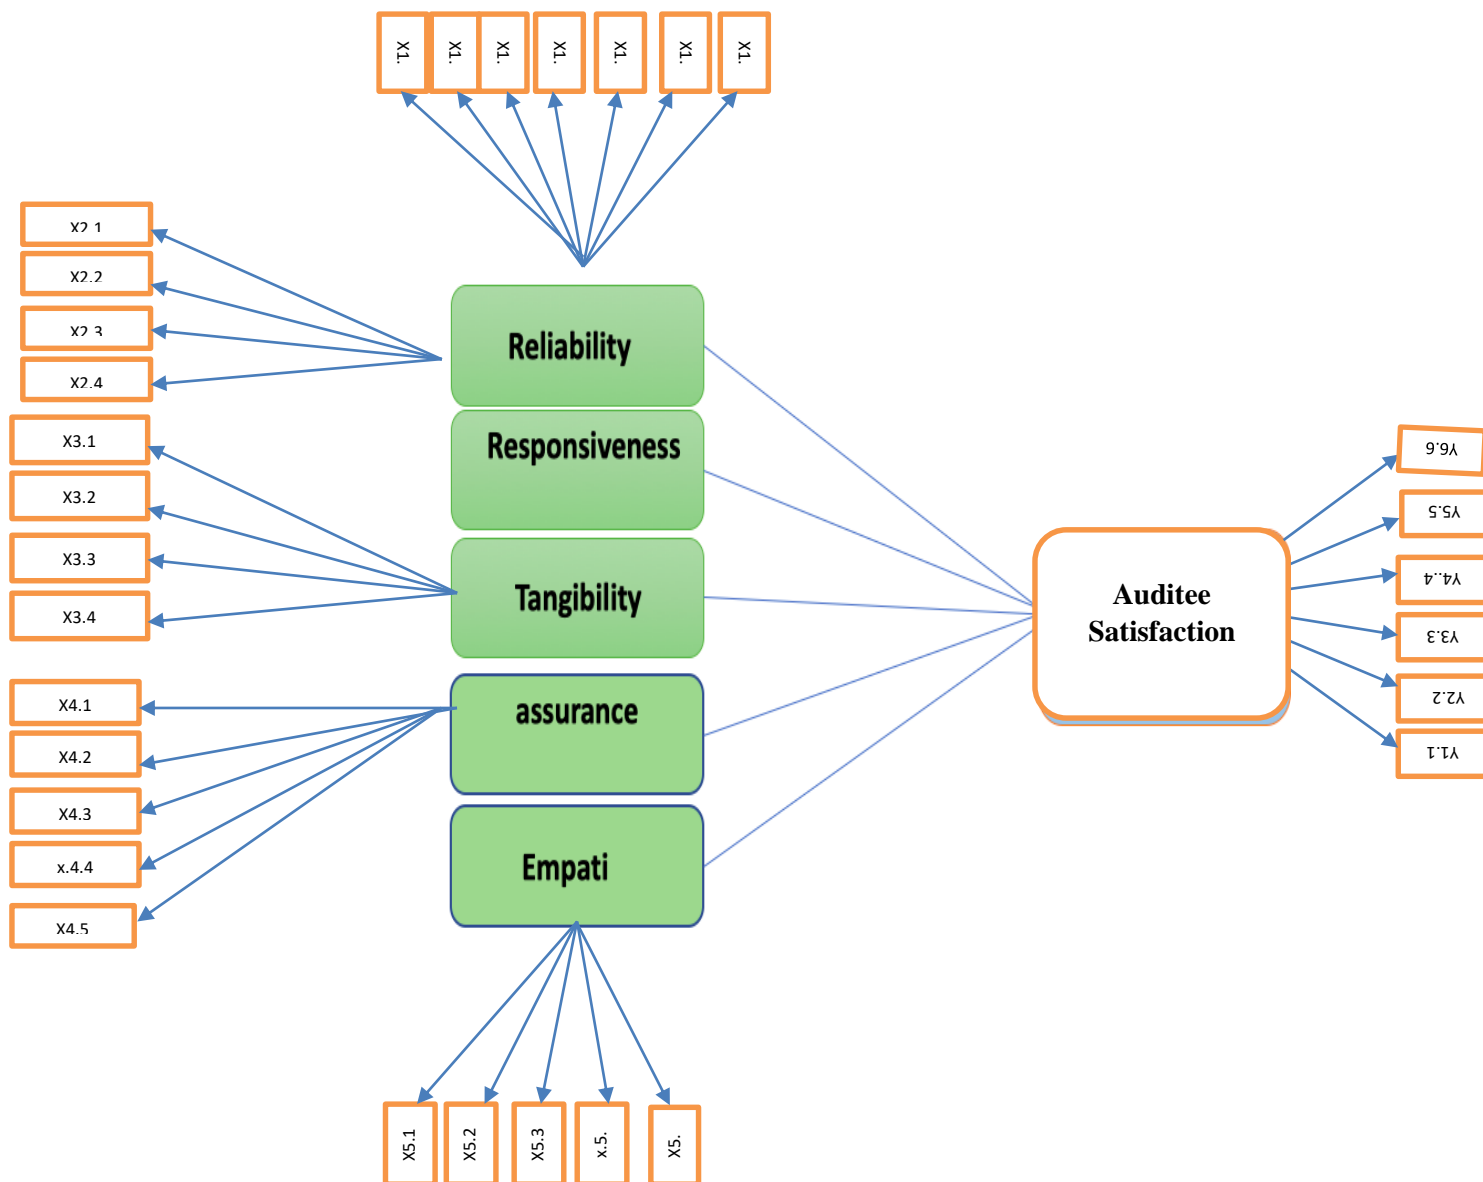 X1.
X1.
X1.
X1.
X1.
X1.
X1.
X2.1
X2.2
X2.3
X2.4
X3.1
X3.2
X3.3
X3.4
X4.1
X4.2
X4.3
x.4.4
X4.5
Reliability
Responsiveness
Tangibility
assurance
Empati
X5.1
X5.2
X5.3
x.5.
X5.
Auditee
Satisfaction
Y6.6
Y5.5
Y4..4
Y3.3
Y2.2
Y1.1